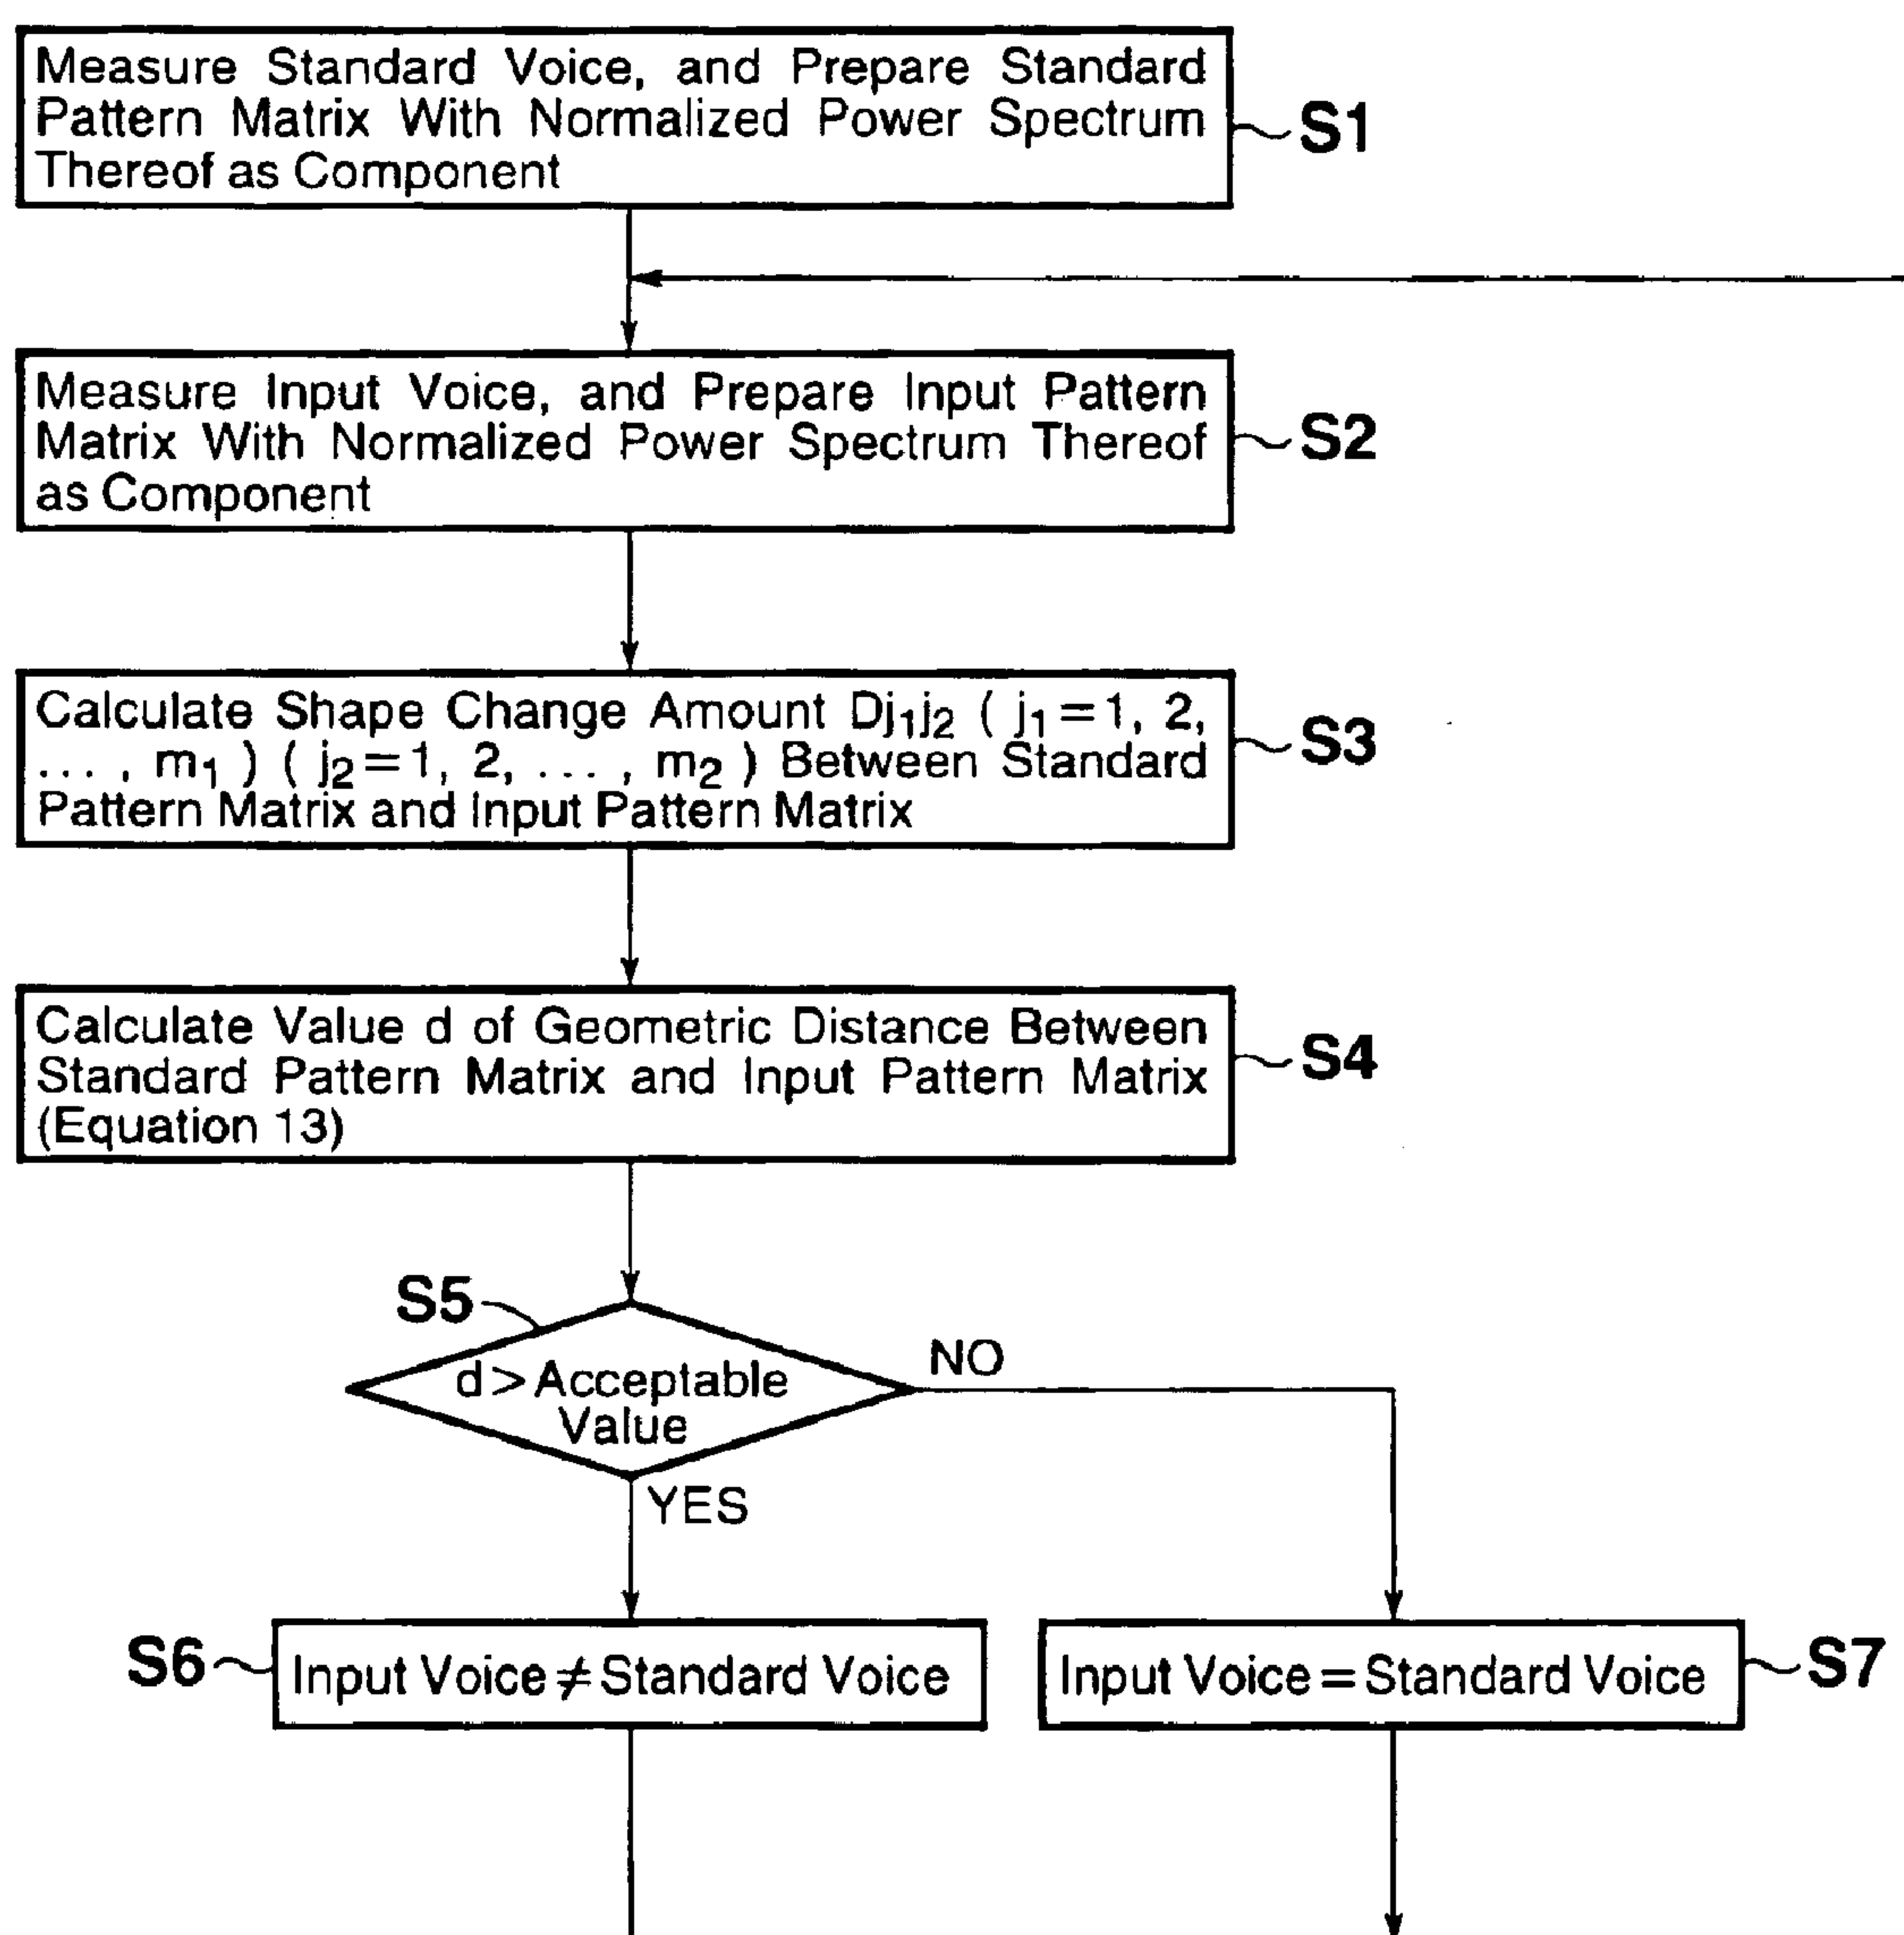 Measure Standard Voice, and Prepare Standard
Pattern Matrix With Normalized Power Spectrum
Thereof as Component
S1
Measure Input Voice, and Prepare Input Pattern
Matrix With Normalized Power Spectrum Thereof
as Component
S2
Calculate Shape Change Amount Dj₁j₂ ( j₁=1, 2,
... , m₁ ) ( j₂=1, 2, ... , m₂ ) Between Standard
Pattern Matrix and Input Pattern Matrix
S3
Calculate Value d of Geometric Distance Between
Standard Pattern Matrix and Input Pattern Matrix
(Equation 13)
S4
S5
d > Acceptable
Value
NO
YES
S6
Input Voice ≠ Standard Voice
Input Voice = Standard Voice
S7